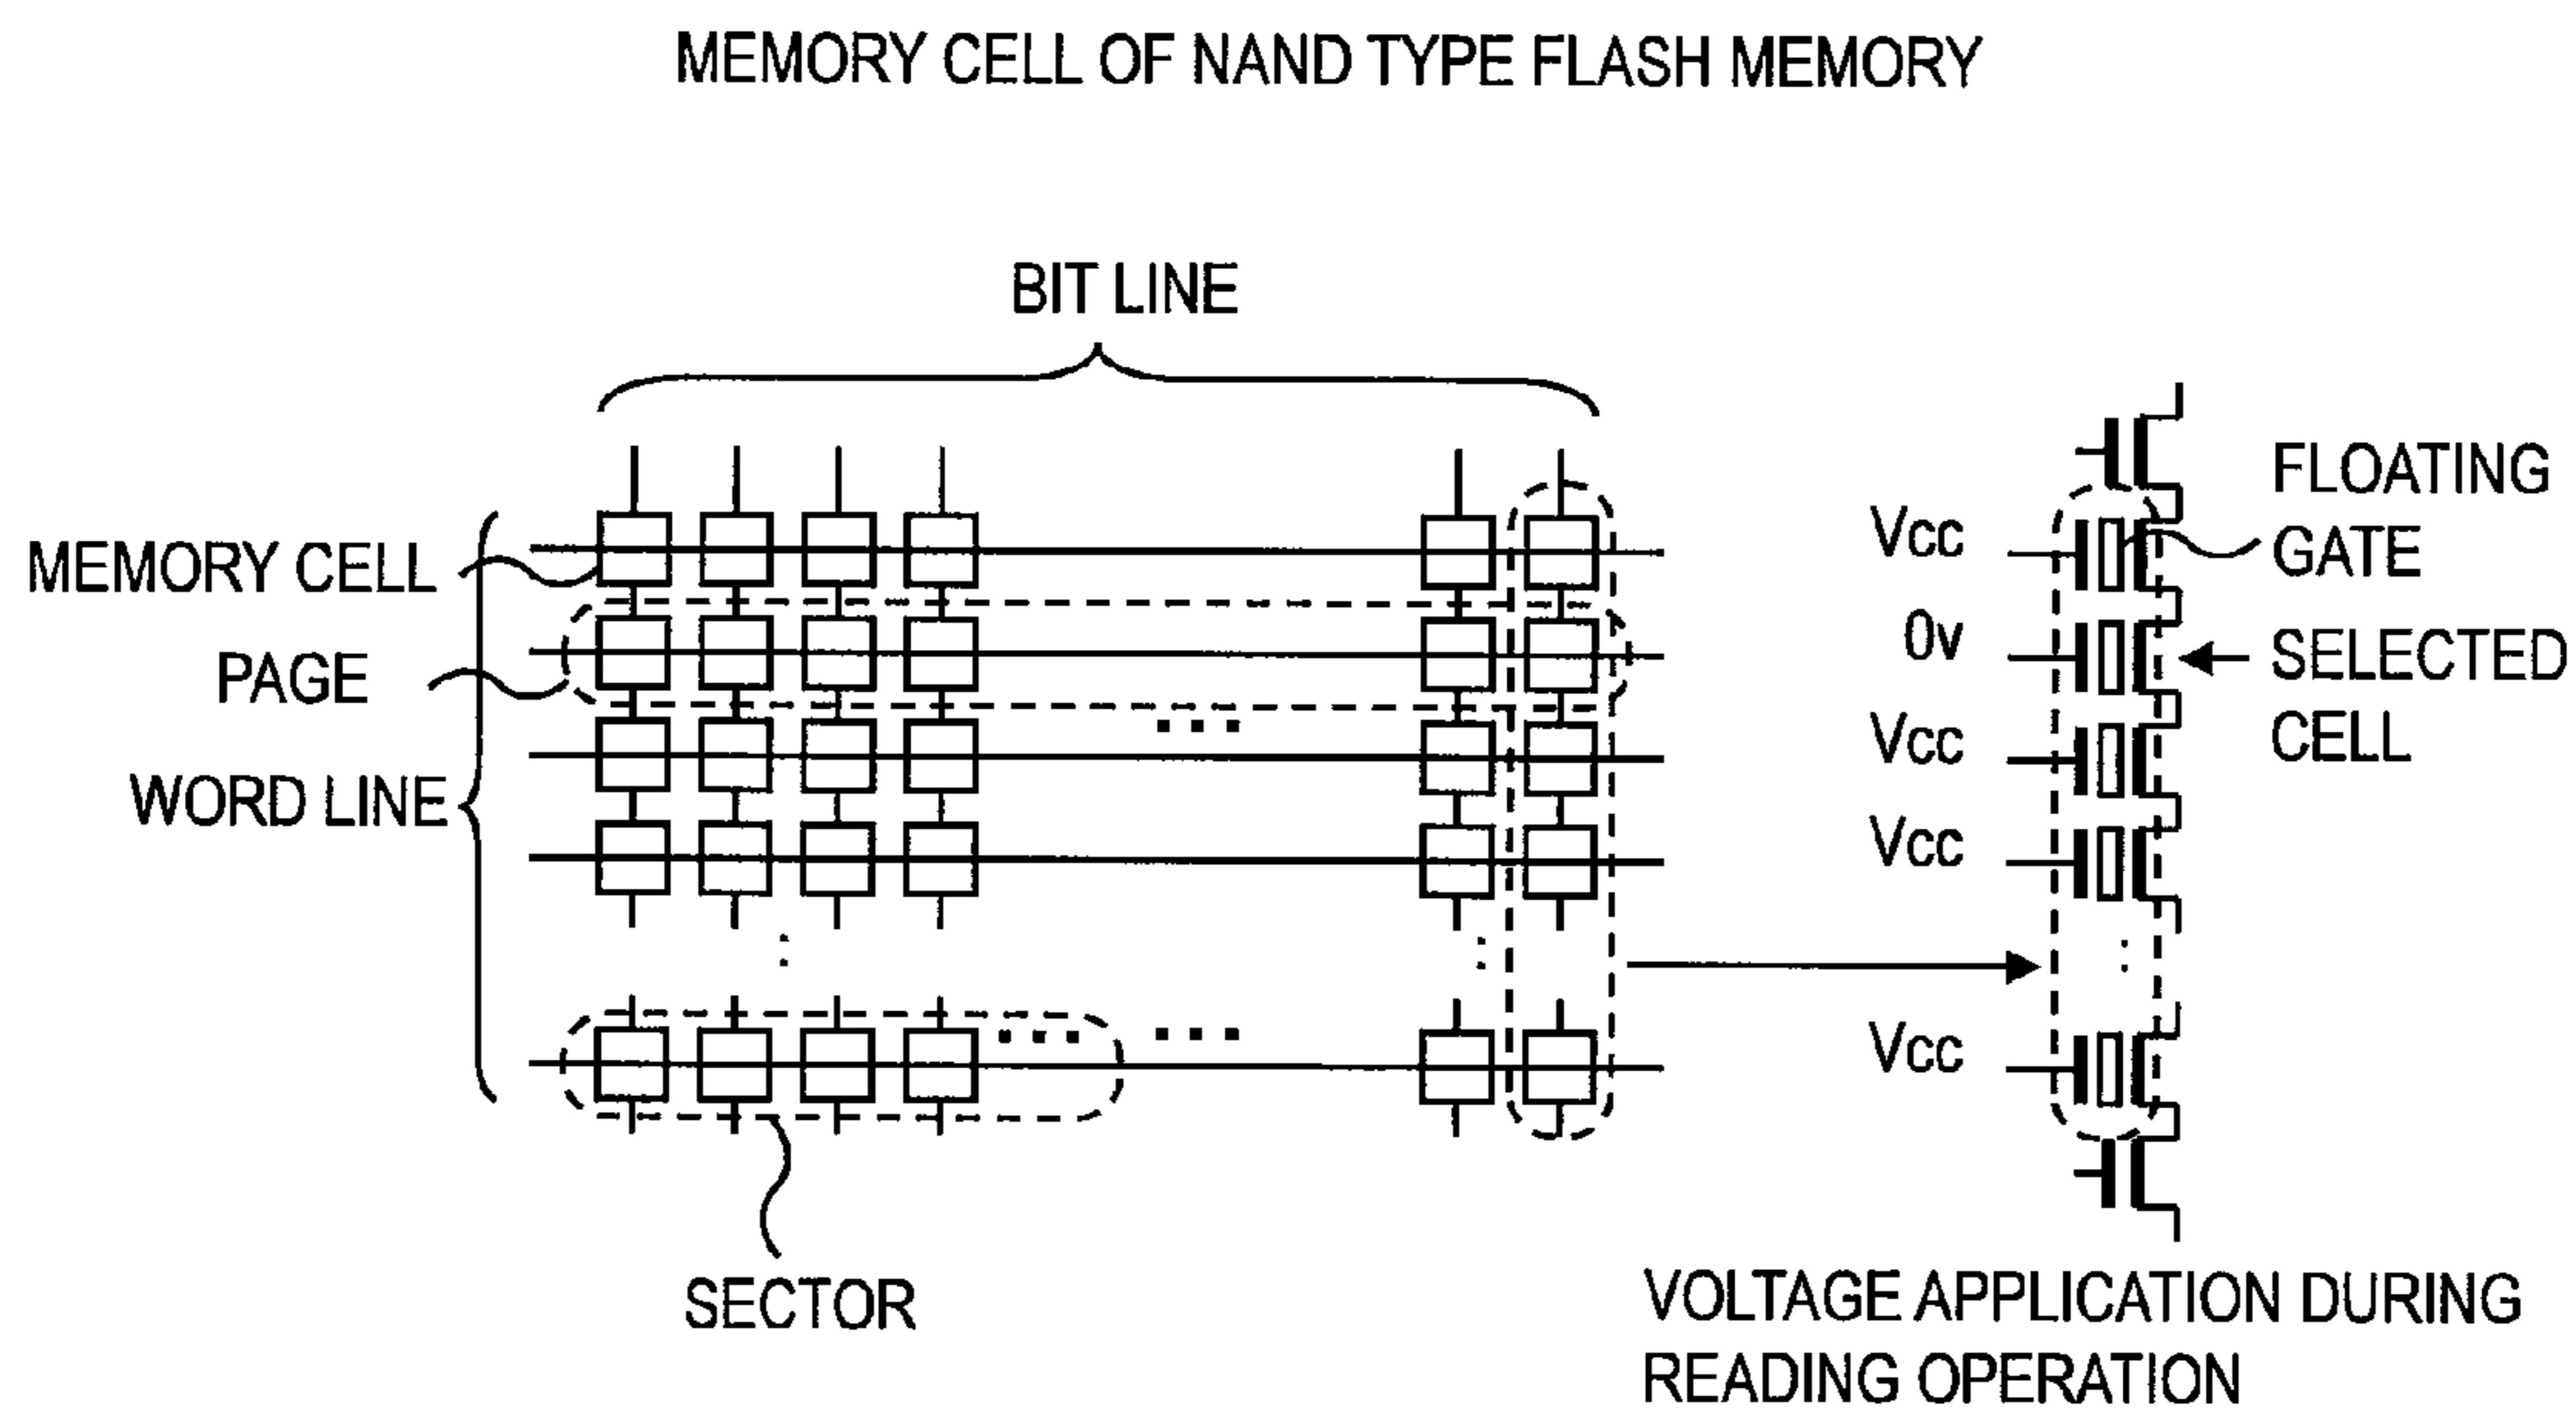 MEMORY CELL OF NAND TYPE FLASH MEMORY
BIT LINE
MEMORY CELL
PAGE
WORD LINE
SECTOR
Vcc
0v
Vcc
Vcc
Vcc
FLOATING
GATE
SELECTED
CELL
VOLTAGE APPLICATION DURING
READING OPERATION